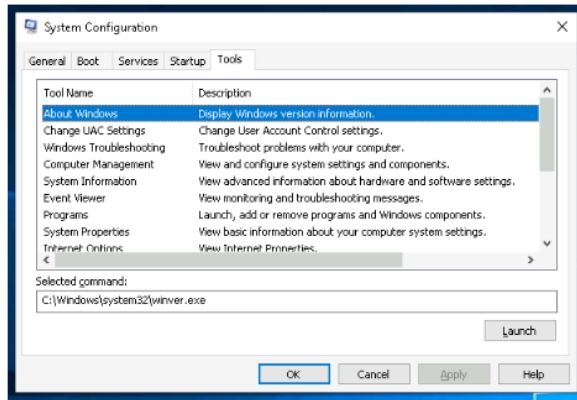 System Configuration
General Boot Services Startup Tools
Tool Name Description
About Windows Display Windows version information.
Change UAC Settings Change User Account Control settings.
Windows Troubleshooting Troubleshoot problems with your computer.
Computer Management View and configure system settings and components.
System Information View advanced information about hardware and software settings.
Event Viewer View monitoring and troubleshooting messages.
Programs Launch, add or remove programs and Windows components.
System Properties View basic information about your computer system settings.
Internet Options View Internet Properties.
Selected command:
C:\Windows\system32\winver.exe
Launch
OK Cancel Apply Help